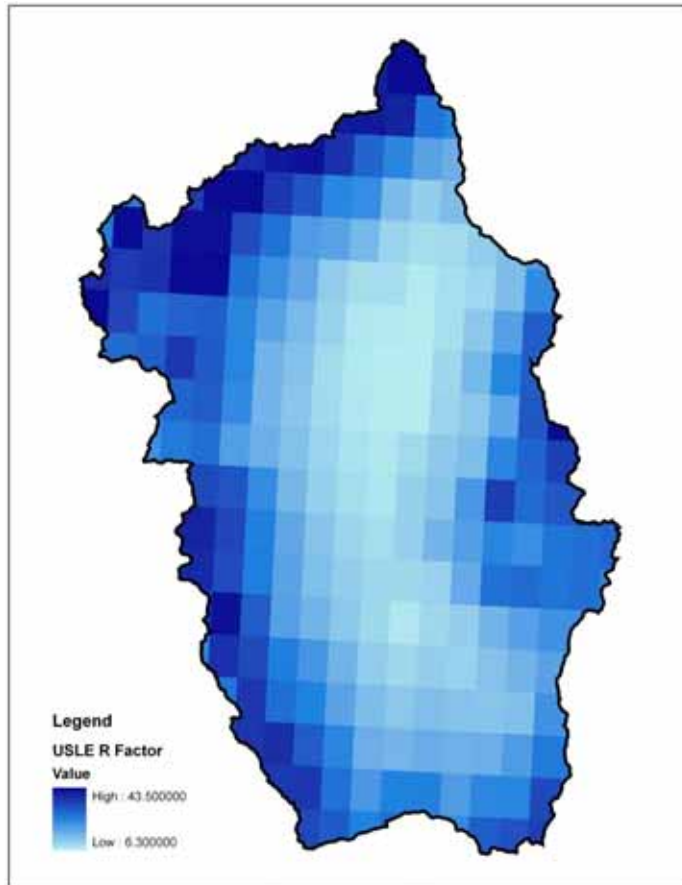 Legend
USLE R Factor
Value
High : 43.500000
Low : 6.300000